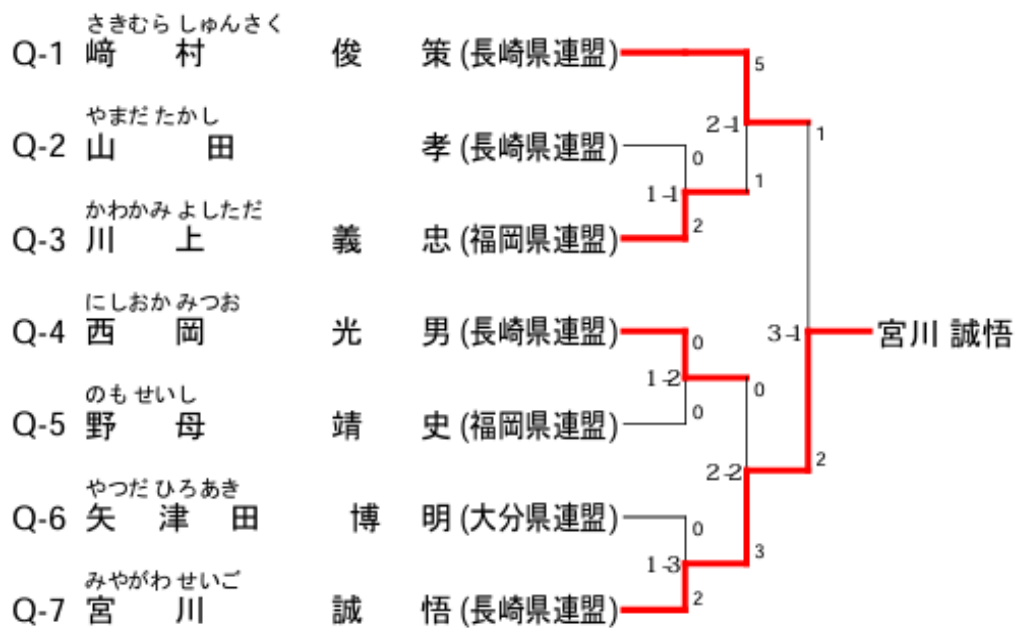 さきむら しゅんさく
Q-1 﨑村 俊策 (長崎県連盟)
5
やまだ たかし
2-1
1
Q-2 山田 孝 (長崎県連盟)
0
1-1
1
かわかみ よしただ
2
Q-3 川上 義忠 (福岡県連盟)
にしおか みつお
Q-4 西岡 光男 (長崎県連盟)
0
3-1
宮川 誠悟
1-2
0
のも せいし
0
Q-5 野母 靖史 (福岡県連盟)
2
やつだ ひろあき
2-2
Q-6 矢津田 博明 (大分県連盟)
0
3
1-3
みやがわ せいご
2
Q-7 宮川 誠悟 (長崎県連盟)